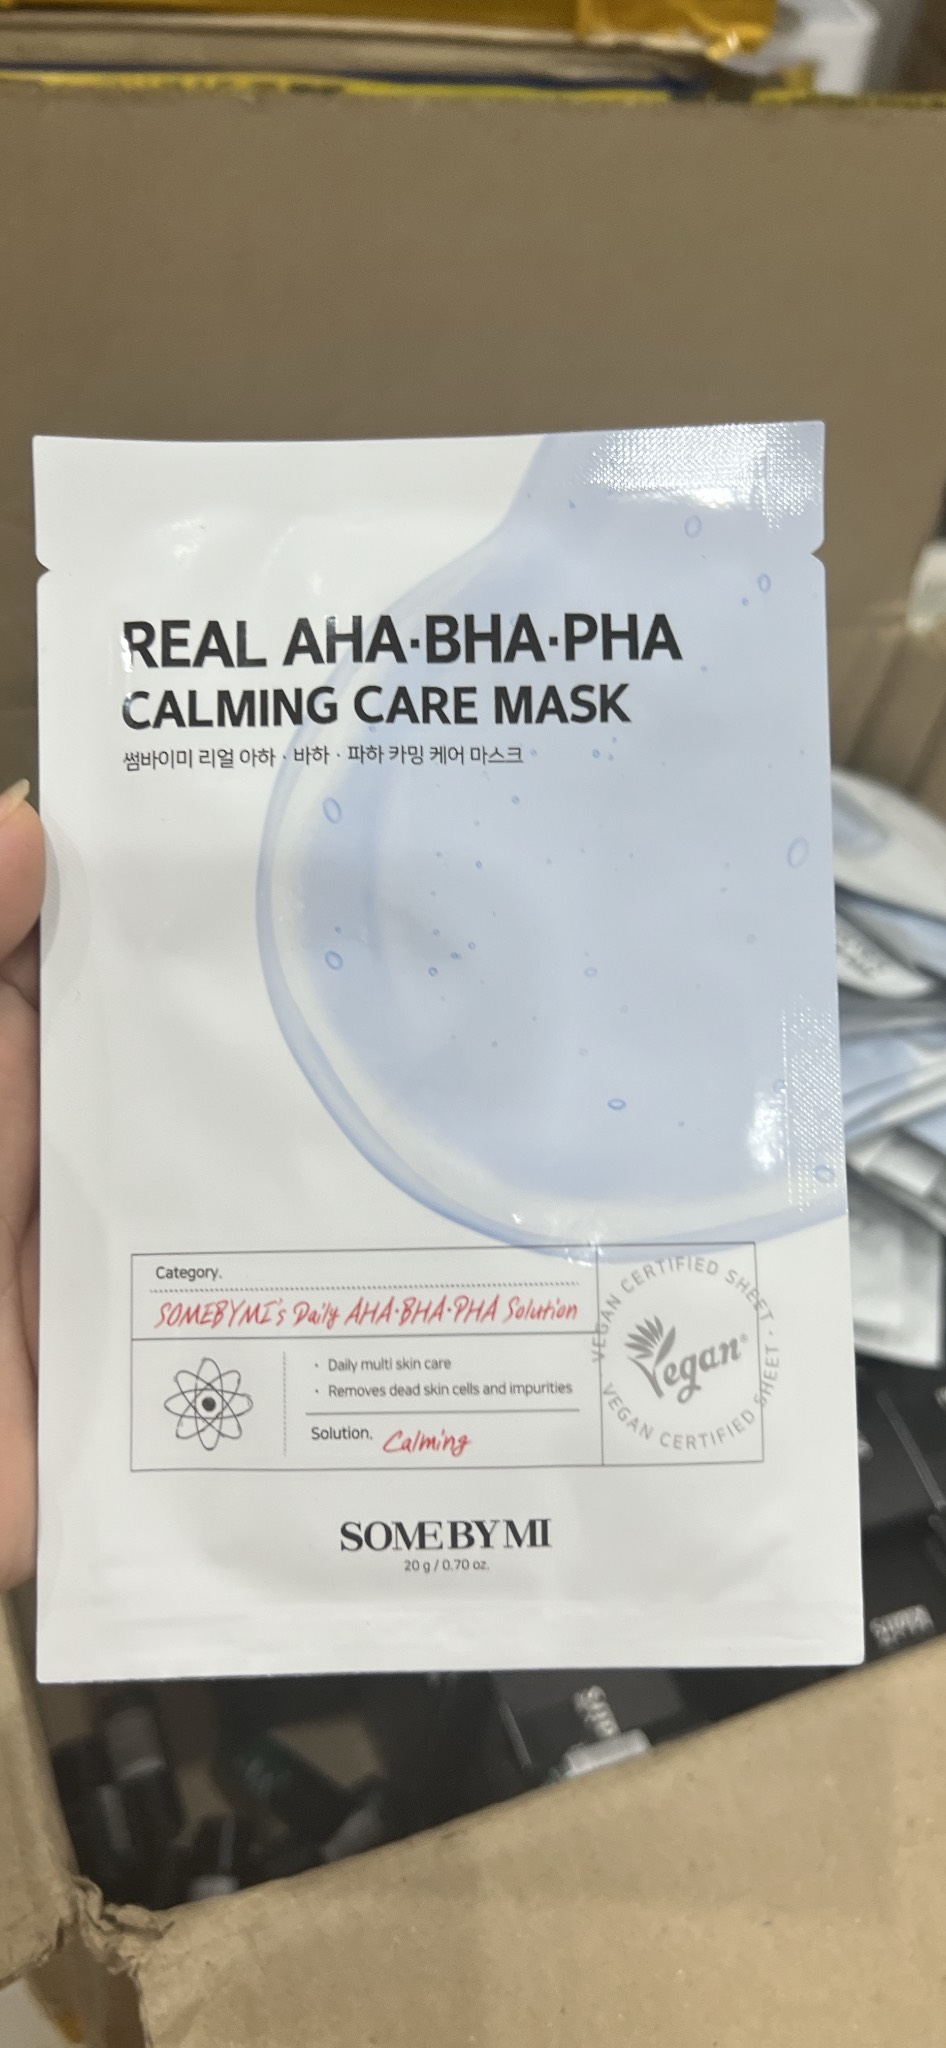 REAL AHA·BHA·PHA
CALMING CARE MASK
썸바이미 리얼 아하 · 바하 · 파하 카밍 케어 마스크
Category.
SOMEBYMI's Daily AHA·BHA·PHA Solution
· Daily multi skin care
· Removes dead skin cells and impurities
Solution. Calming
VEGAN CERTIFIED SHEET · VEGAN CERTIFIED SHEET ·
Vegan®
SOME BY MI
20 g / 0.70 oz.